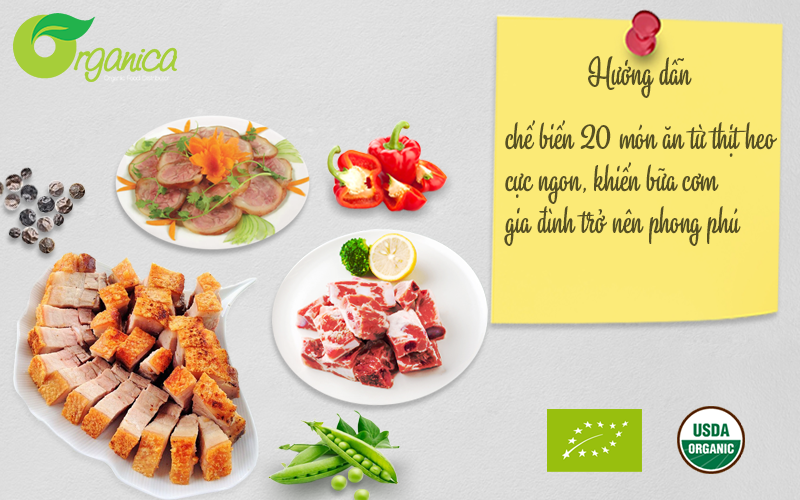 Organica
Hướng dẫn
chế biến 20 món ăn từ thịt heo
cực ngon, khiến bữa cơm
gia đình trở nên phong phú
USDA
ORGANIC